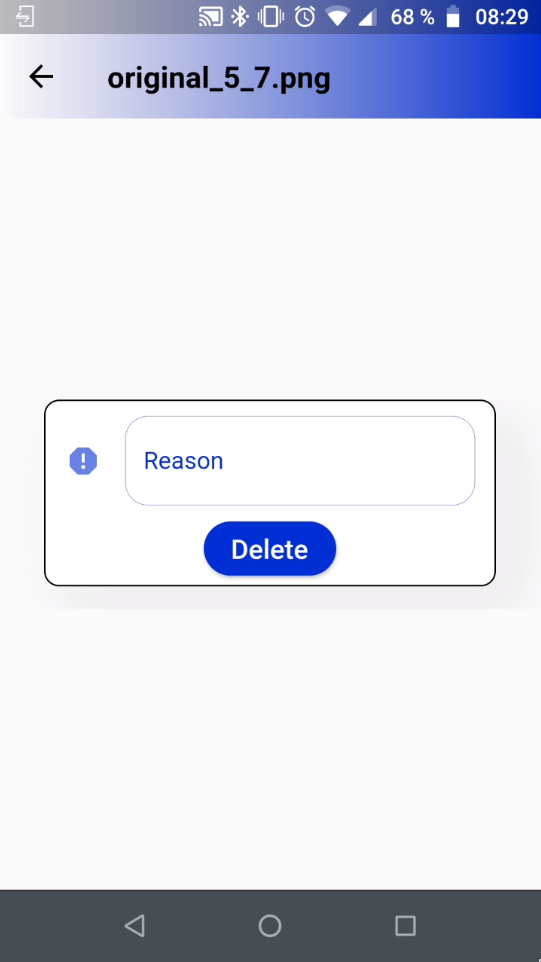 68 % 08:29
original_5_7.png
Reason
Delete